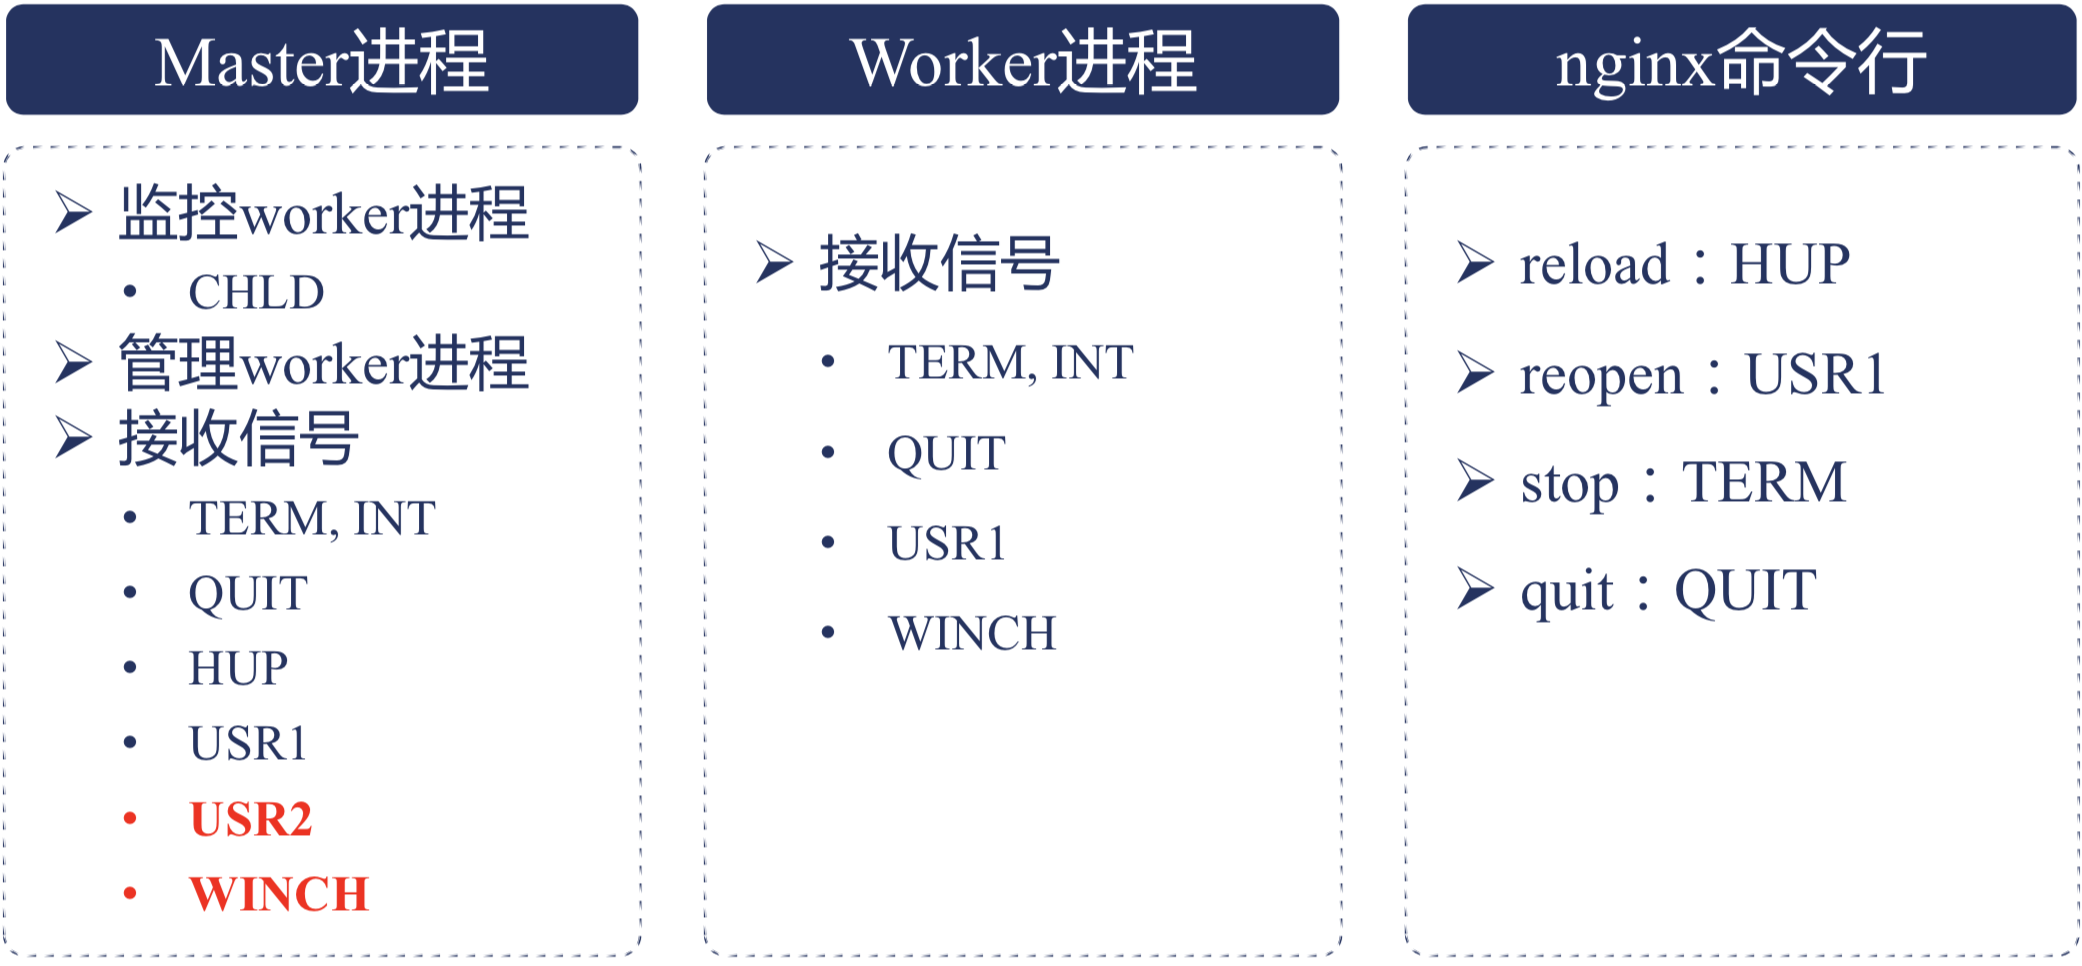 Master进程
监控worker进程
CHLD
管理worker进程
接收信号
TERM, INT
QUIT
HUP
USR1
USR2
WINCH
Worker进程
接收信号
TERM, INT
QUIT
USR1
WINCH
nginx命令行
reload：HUP
reopen：USR1
stop：TERM
quit：QUIT